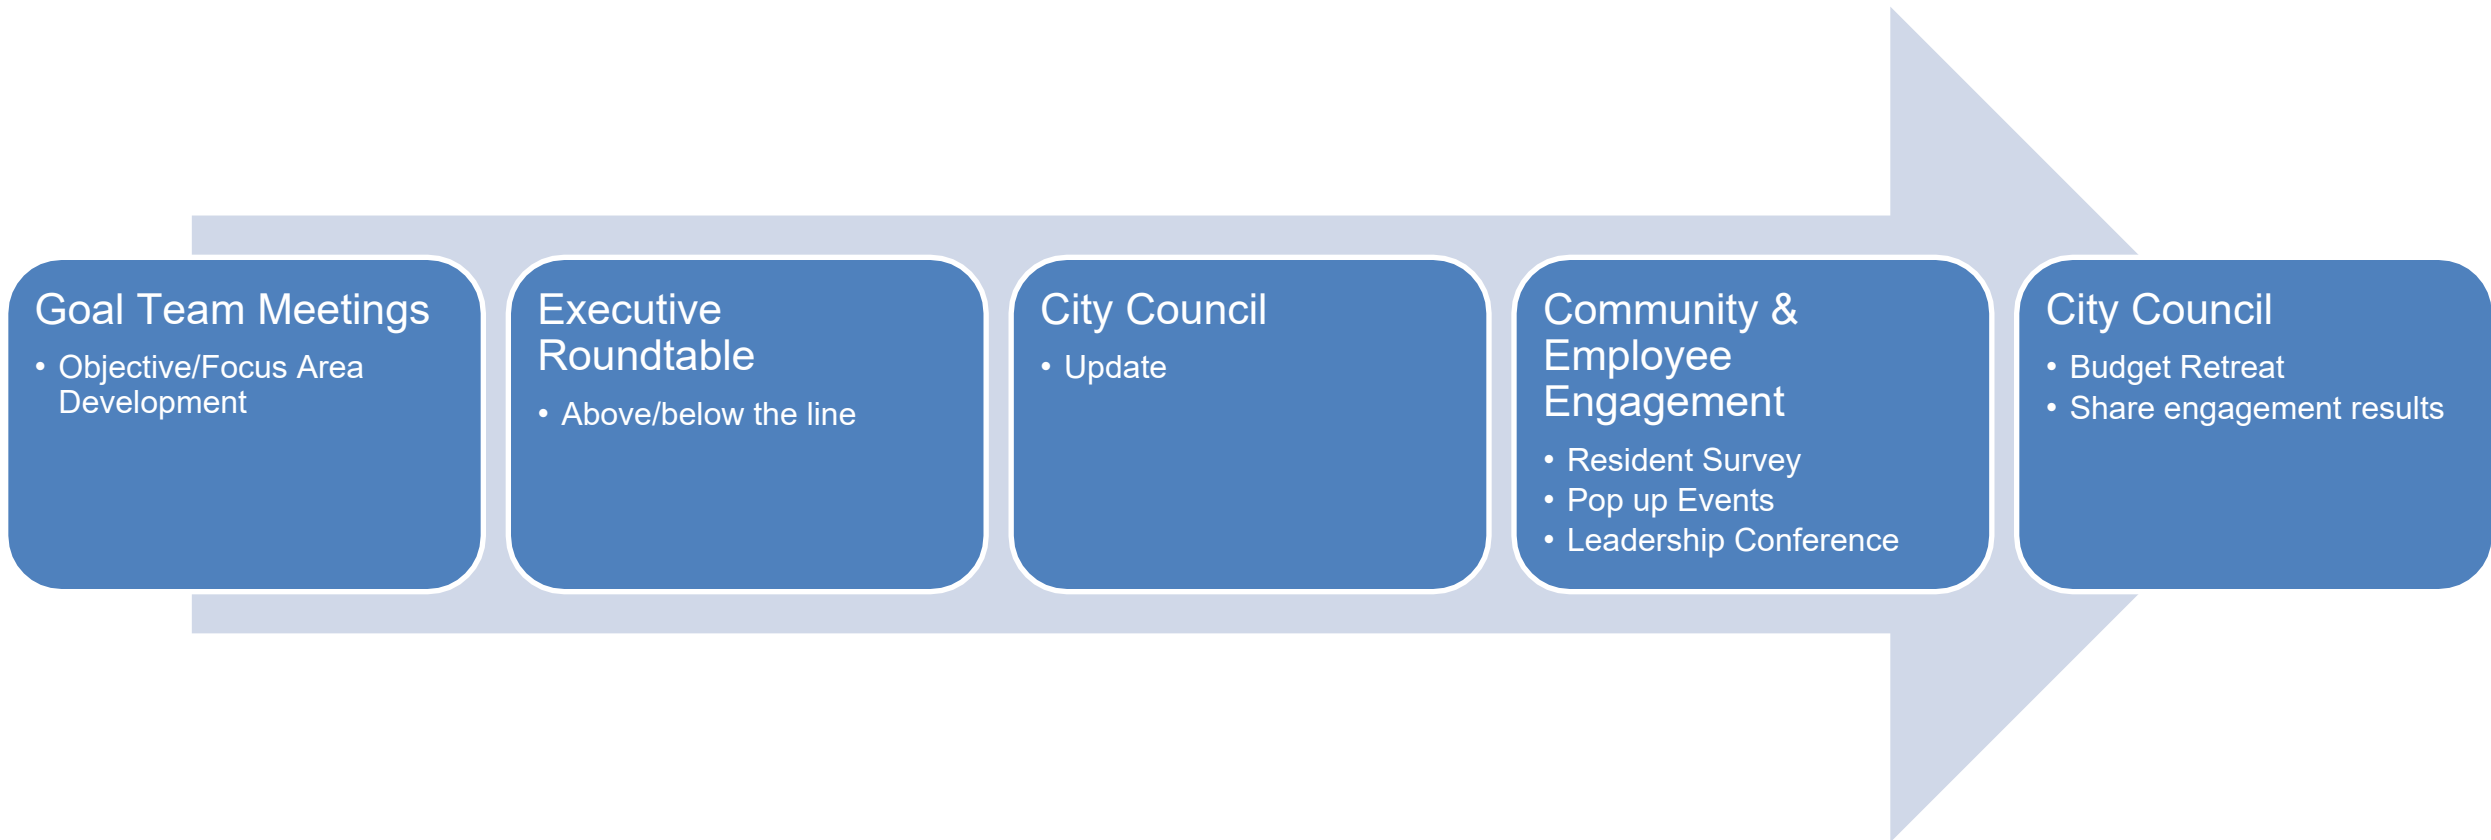 Goal Team Meetings
• Objective/Focus Area
Development
Executive
Roundtable
• Above/below the line
City Council
• Update
Community &
Employee
Engagement
• Resident Survey
• Pop up Events
• Leadership Conference
City Council
• Budget Retreat
• Share engagement results